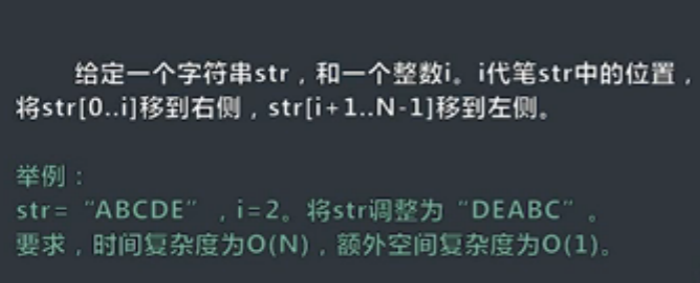 给定一个字符串str，和一个整数i。i代笔str中的位置，
将str[0..i]移到右侧，str[i+1..N-1]移到左侧。
举例：
str=“ABCDE”，i=2。将str调整为“DEABC”。
要求，时间复杂度为O(N)，额外空间复杂度为O(1)。